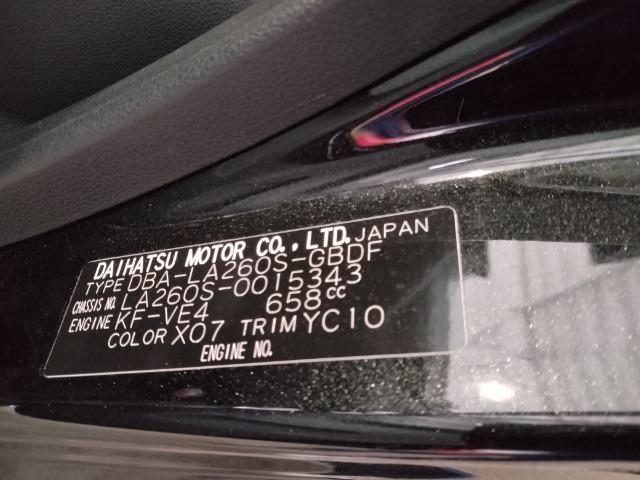 DAIHATSU MOTOR CO., LTD. JAPAN
TYPE DBA-LA260S-GBDF
CHASSIS NO. LA260S-0015343
ENGINE KF-VE4 658cc
COLOR X07 TRIM YC10
ENGINE NO.